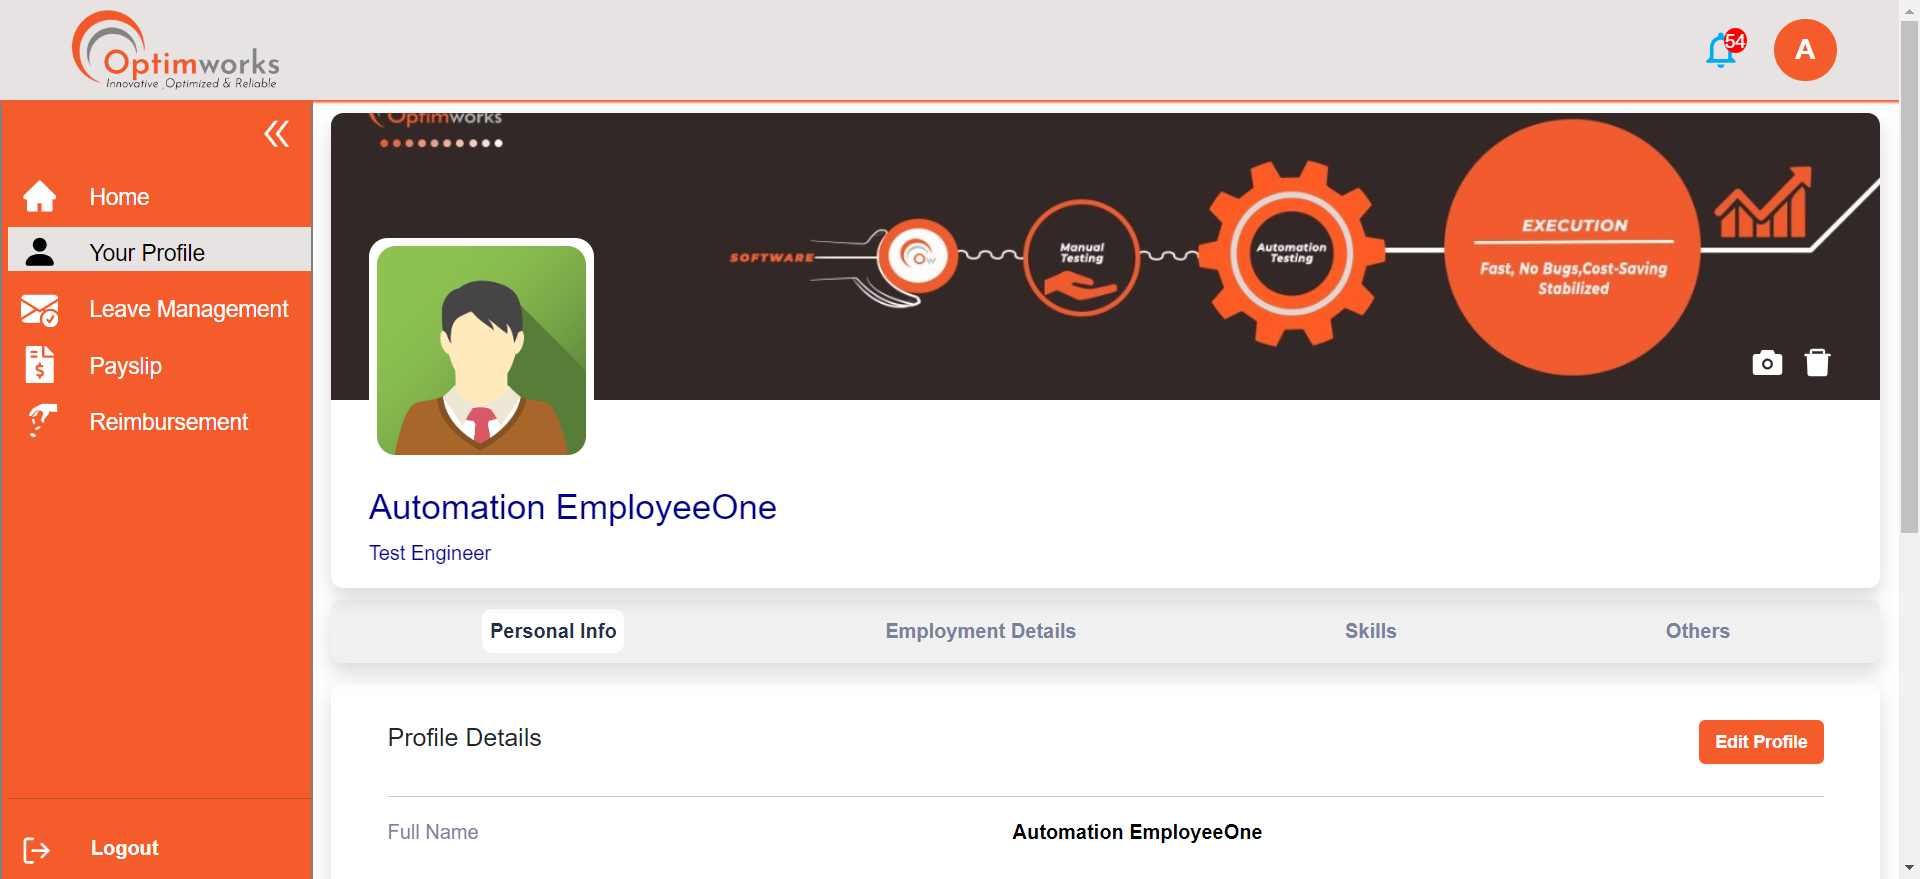 Optimworks
Innovative ,Optimized & Reliable
54
A
Home
Your Profile
Leave Management
$
Payslip
Reimbursement
Logout
Optimworks
SOFTWARE
OW
Manual
Testing
Automation
Testing
EXECUTION
Fast, No Bugs,Cost-Saving
Stabilized
Automation EmployeeOne
Test Engineer
Personal Info
Employment Details
Skills
Others
Profile Details
Edit Profile
Full Name
Automation EmployeeOne